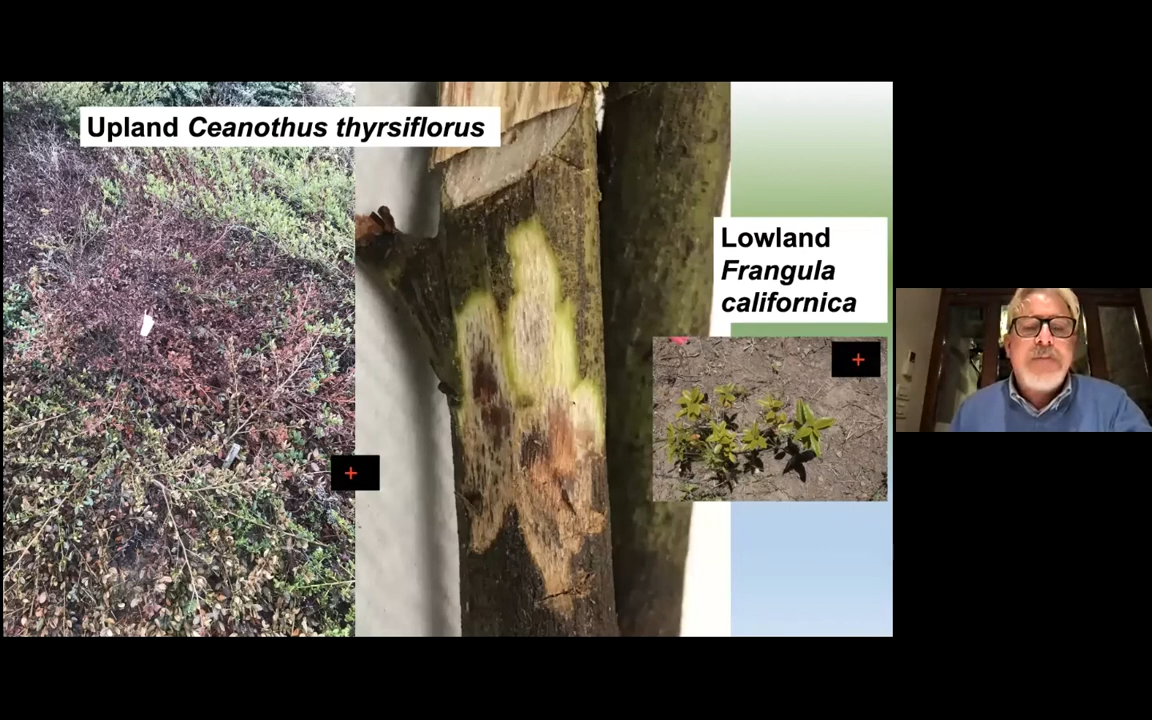 Upland Ceanothus thyrsiflorus
Lowland
Frangula
californica
+
+